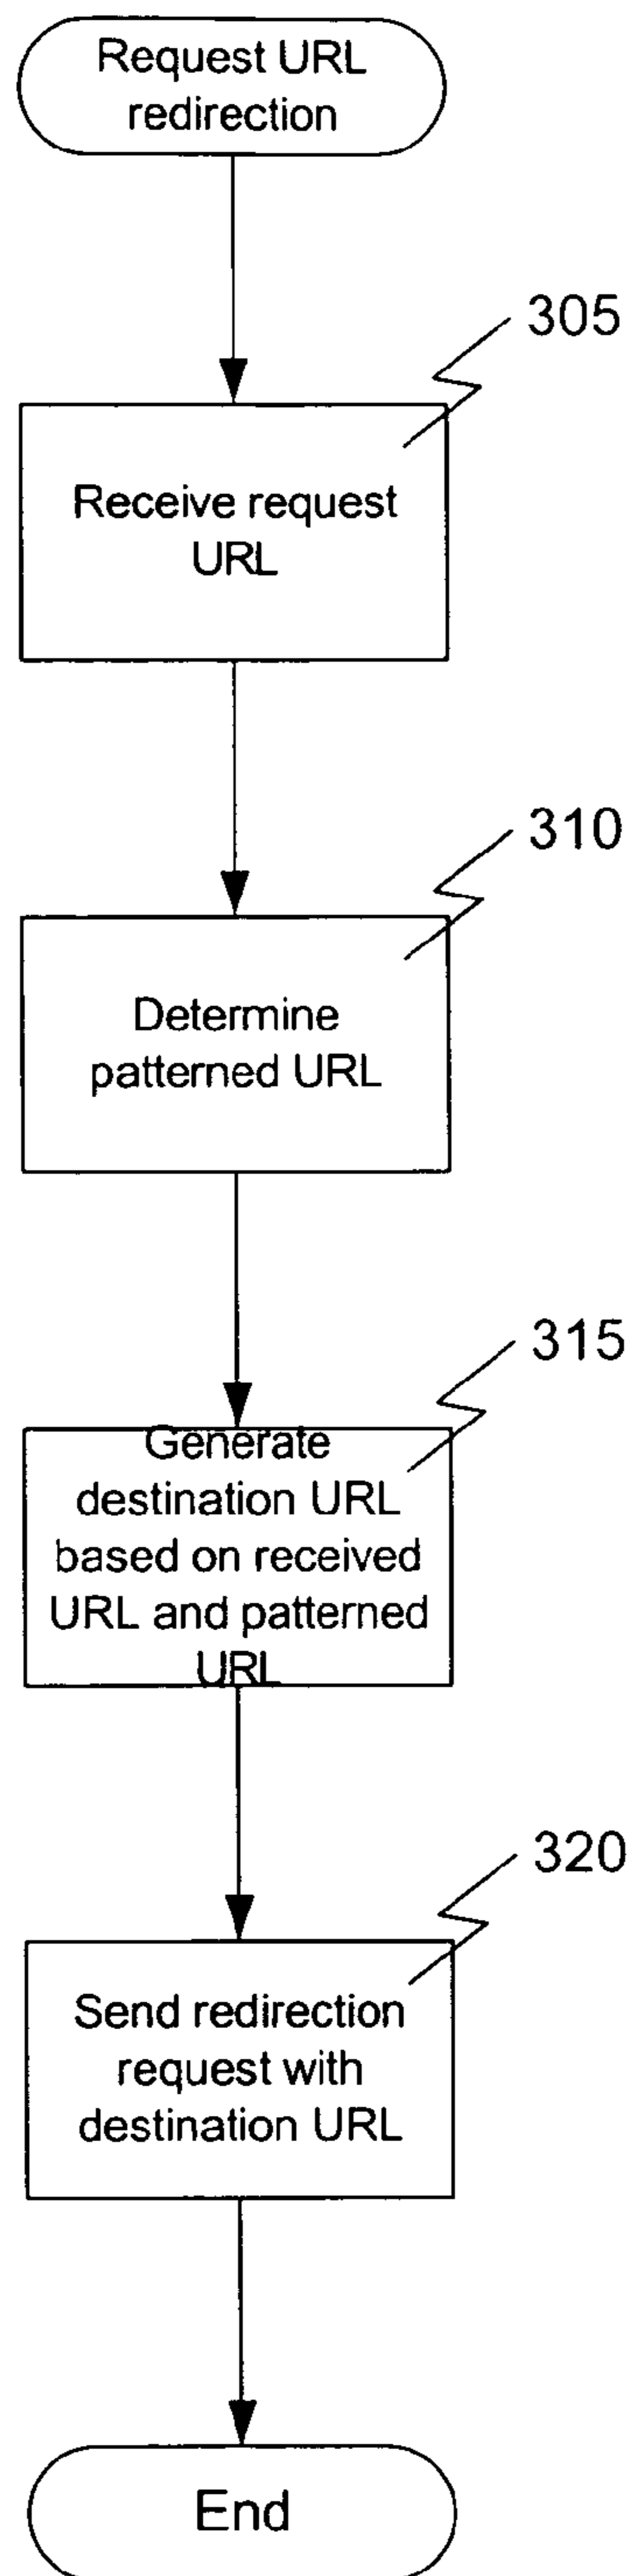 Request URL
redirection
305
Receive request
URL
310
Determine
patterned URL
315
Generate
destination URL
based on received
URL and patterned
URL
320
Send redirection
request with
destination URL
End